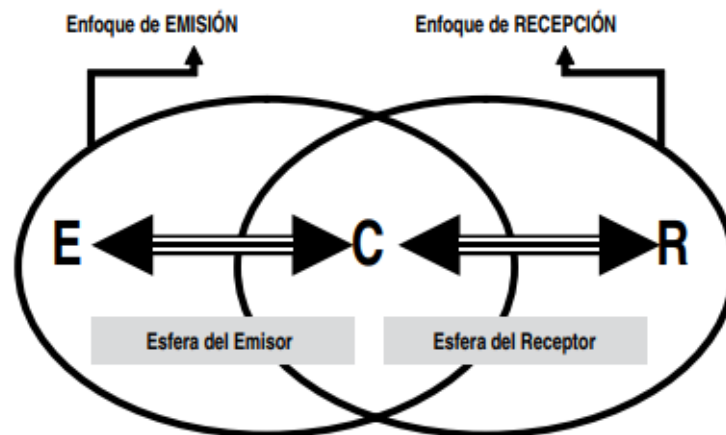 Enfoque de EMISIÓN
Enfoque de RECEPCIÓN
E
C
R
Esfera del Emisor
Esfera del Receptor